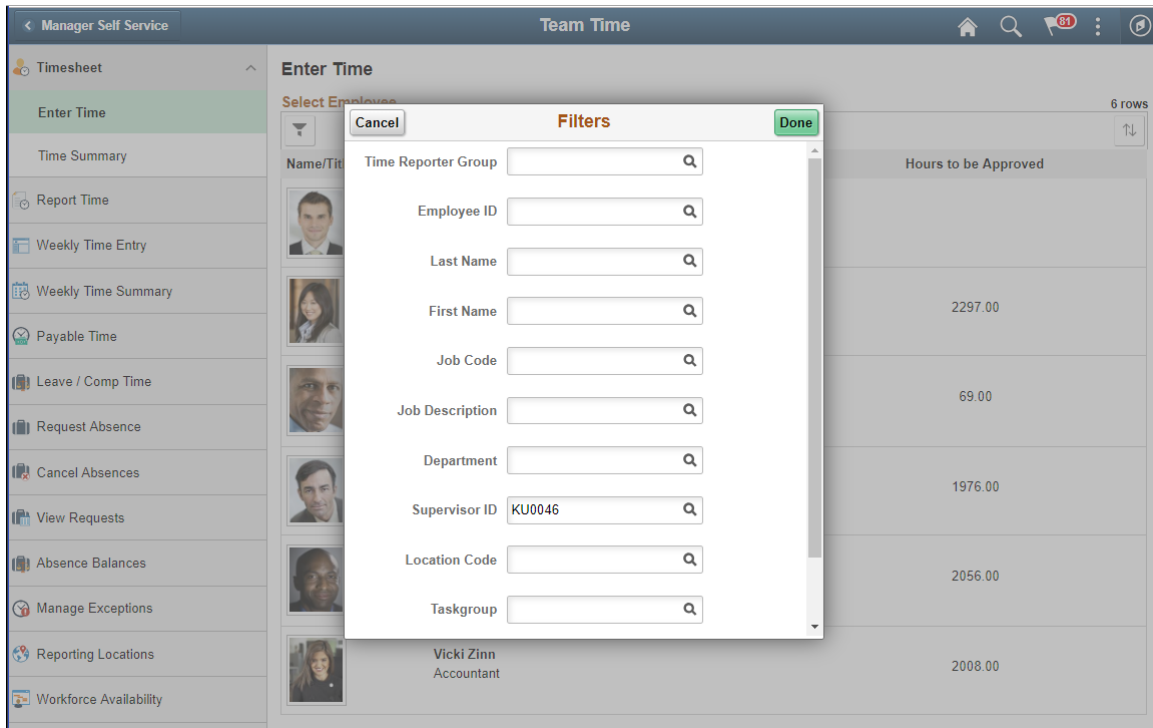 Manager Self Service
Team Time
81
Timesheet
Enter Time
Time Summary
Report Time
Weekly Time Entry
Weekly Time Summary
Payable Time
Leave / Comp Time
Request Absence
Cancel Absences
View Requests
Absence Balances
Manage Exceptions
Reporting Locations
Workforce Availability
Enter Time
Select Employee
6 rows
Name/Tit
Hours to be Approved
2297.00
69.00
1976.00
2056.00
Vicki Zinn
Accountant
2008.00
Cancel
Filters
Done
Time Reporter Group
Employee ID
Last Name
First Name
Job Code
Job Description
Department
Supervisor ID KU0046
Location Code
Taskgroup